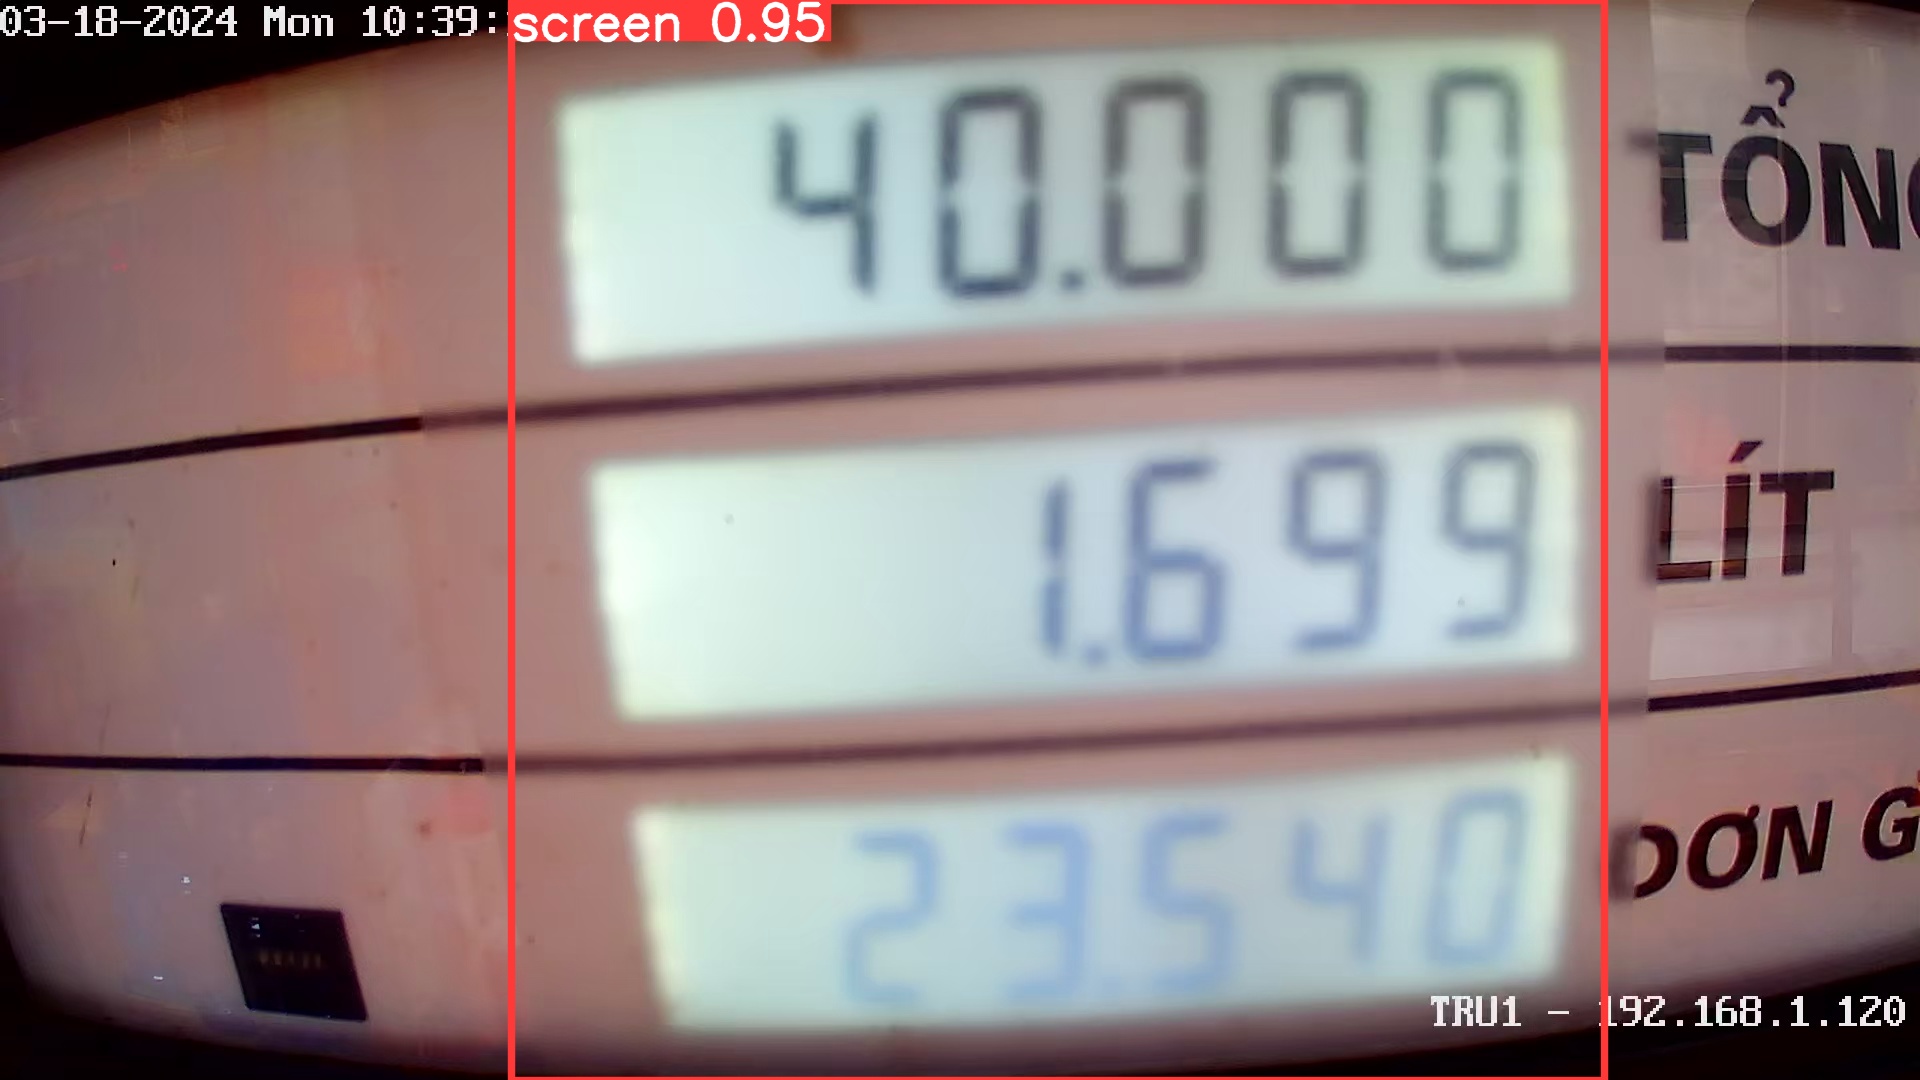 03-18-2024 Mon 10:39:
screen 0.95
40.000
TỔNG
1.699
LÍT
23.540
ĐƠN G
TRU1 - 192.168.1.120